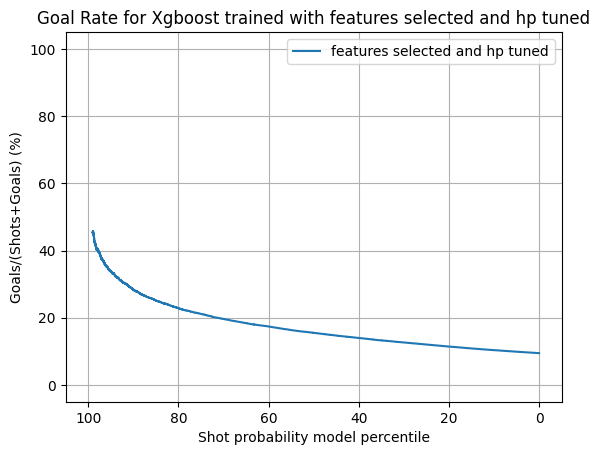 Goal Rate for Xgboost trained with features selected and hp tuned
features selected and hp tuned
Goals/(Shots+Goals) (%)
100
80
60
40
20
0
100 80 60 40 20 0
Shot probability model percentile